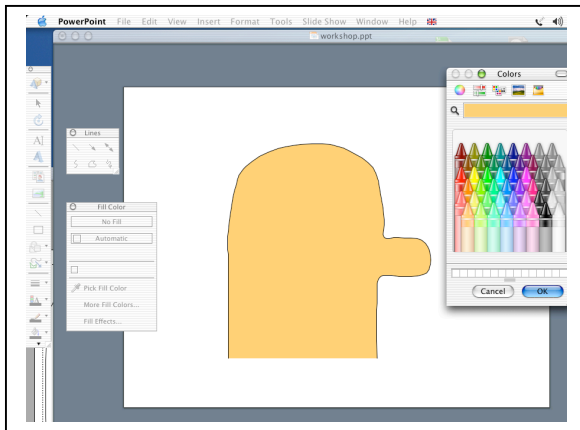 PowerPoint File Edit View Insert Format Tools Slide Show Window Help
workshop.ppt
Colors
Lines
Fill Color
No Fill
Automatic
Pick Fill Color
More Fill Colors...
Fill Effects...
Cancel OK